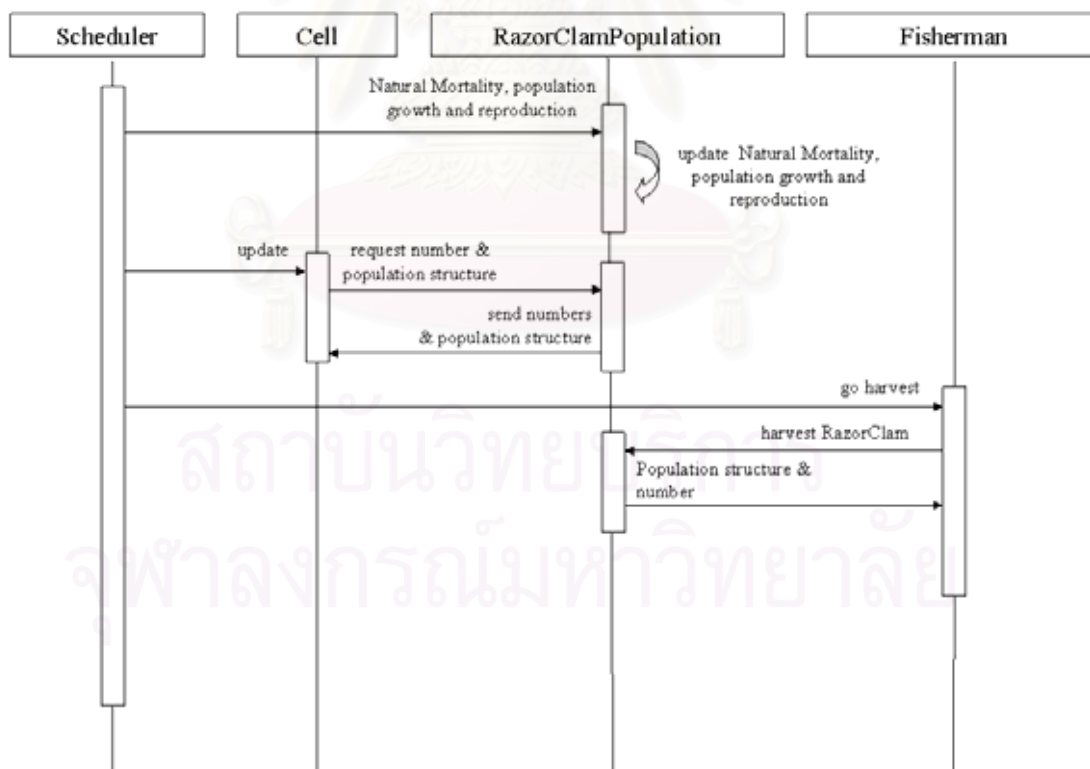 Scheduler
Cell
RazorClamPopulation
Fisherman
Natural Mortality, population
growth and reproduction
update Natural Mortality,
population growth and
reproduction
update
request number &
population structure
send numbers
& population structure
go harvest
harvest RazorClam
Population structure &
number
สถาบันวิทยบริการ
จุฬาลงกรณ์มหาวิทยาลัย